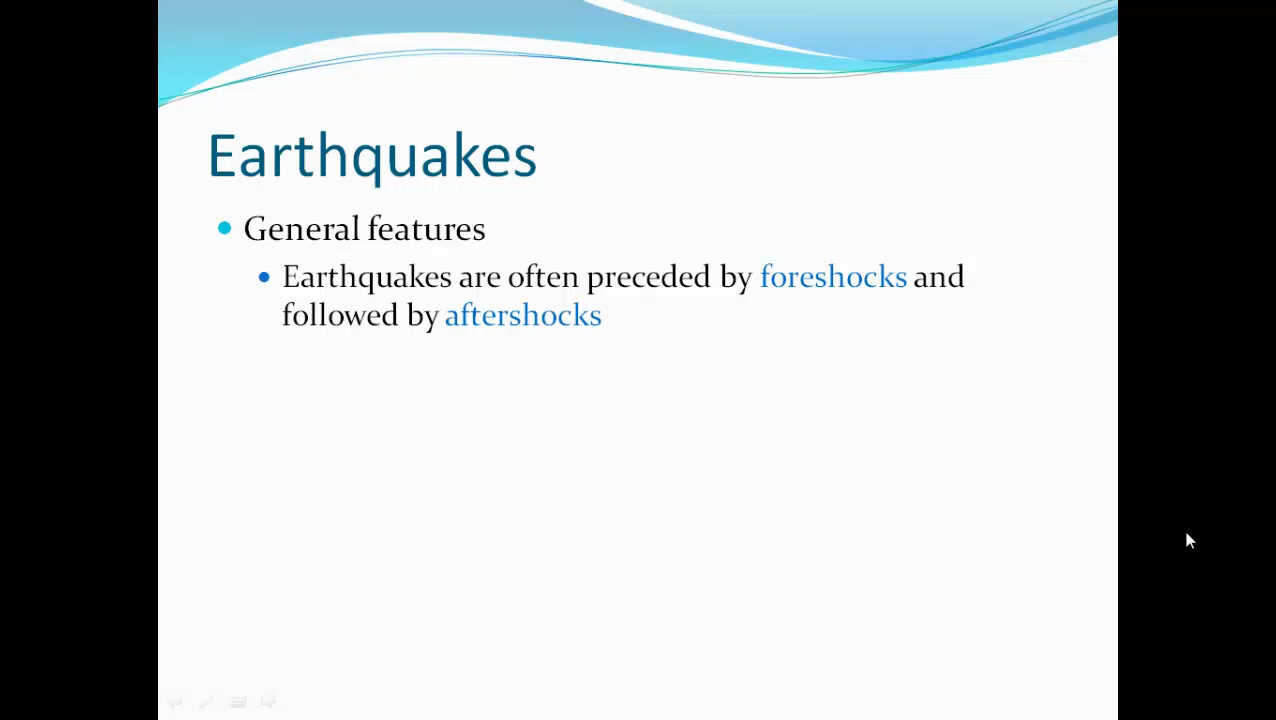 Earthquakes
General features
Earthquakes are often preceded by foreshocks and
followed by aftershocks